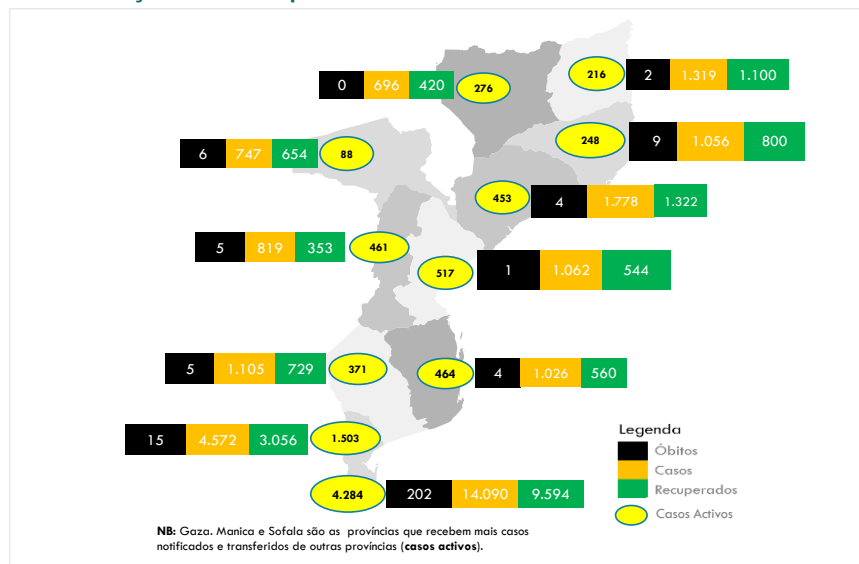 0 696 420 276
216 2 1.319 1.100
248 9 1.056 800
6 747 654 88
453 4 1.778 1.322
5 819 353 461
517 1 1.062 544
5 1.105 729 371
464 4 1.026 560
15 4.572 3.056 1.503
4.284 202 14.090 9.594
Legenda
Óbitos
Casos
Recuperados
Casos Activos
NB: Gaza. Manica e Sofala são as províncias que recebem mais casos
notificados e transferidos de outras províncias (casos activos).